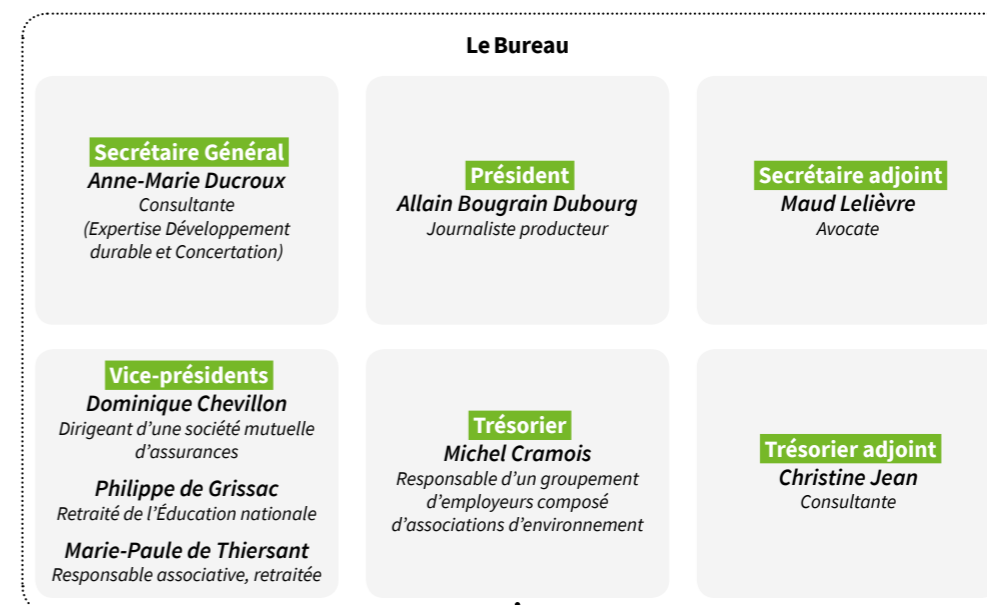 Le Bureau
Secrétaire Général
Anne-Marie Ducroux
Consultante
(Expertise Développement
durable et Concertation)
Président
Allain Bougrain Dubourg
Journaliste producteur
Secrétaire adjoint
Maud Lelièvre
Avocate
Vice-présidents
Dominique Chevillon
Dirigeant d’une société mutuelle
d’assurances
Philippe de Grissac
Retraité de l’Éducation nationale
Marie-Paule de Thiersant
Responsable associative, retraitée
Trésorier
Michel Cramois
Responsable d’un groupement
d’employeurs composé
d’associations d’environnement
Trésorier adjoint
Christine Jean
Consultante